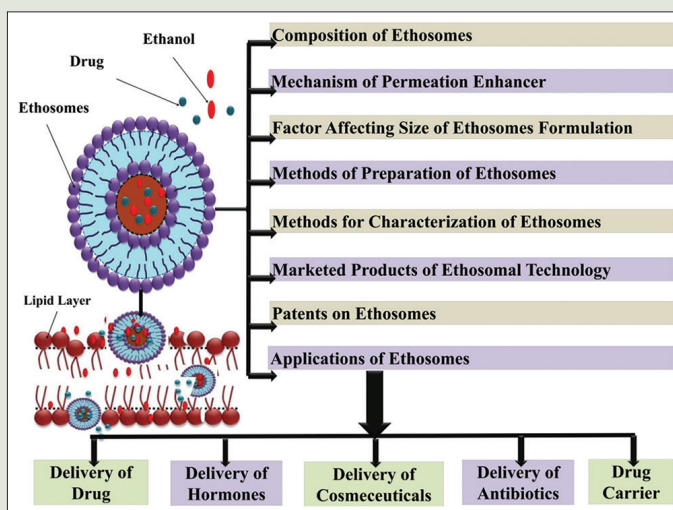 Ethanol
Drug
Ethosomes
Lipid Layer
Composition of Ethosomes
Mechanism of Permeation Enhancer
Factor Affecting Size of Ethosomes Formulation
Methods of Preparation of Ethosomes
Methods for Characterization of Ethosomes
Marketed Products of Ethosomal Technology
Patents on Ethosomes
Applications of Ethosomes
Delivery of
Drug
Delivery of
Hormones
Delivery of
Cosmeceuticals
Delivery of
Antibiotics
Drug
Carrier